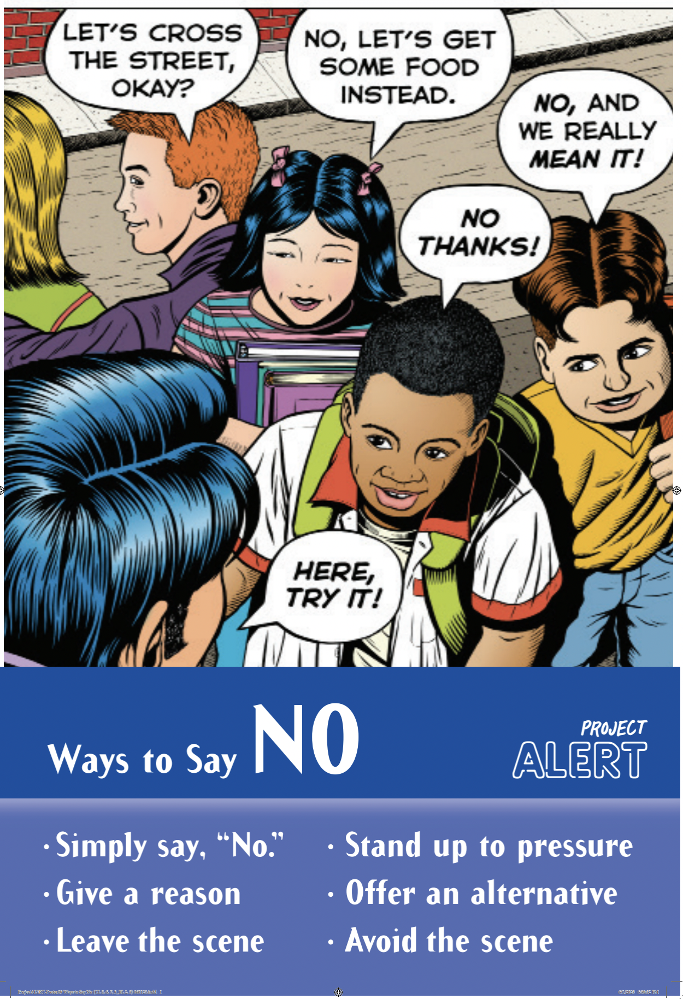 LET'S CROSS
THE STREET,
OKAY?
NO, LET'S GET
SOME FOOD
INSTEAD.
NO, AND
WE REALLY
MEAN IT!
NO
THANKS!
HERE,
TRY IT!
Ways to Say NO
PROJECT
ALERT
· Simply say, “No.”
· Give a reason
· Leave the scene
· Stand up to pressure
· Offer an alternative
· Avoid the scene